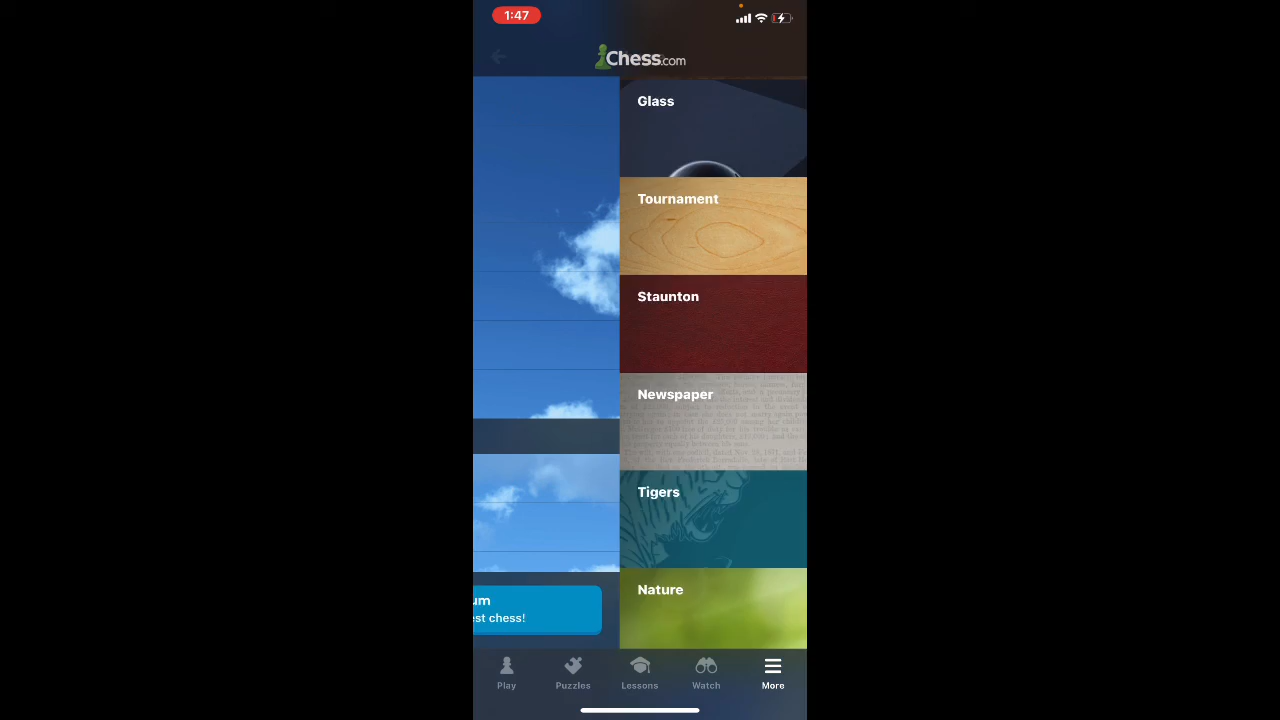 1:47
Chess.com
Glass
Tournament
Staunton
Newspaper
Tigers
Nature
um
est chess!
Play
Puzzles
Lessons
Watch
More